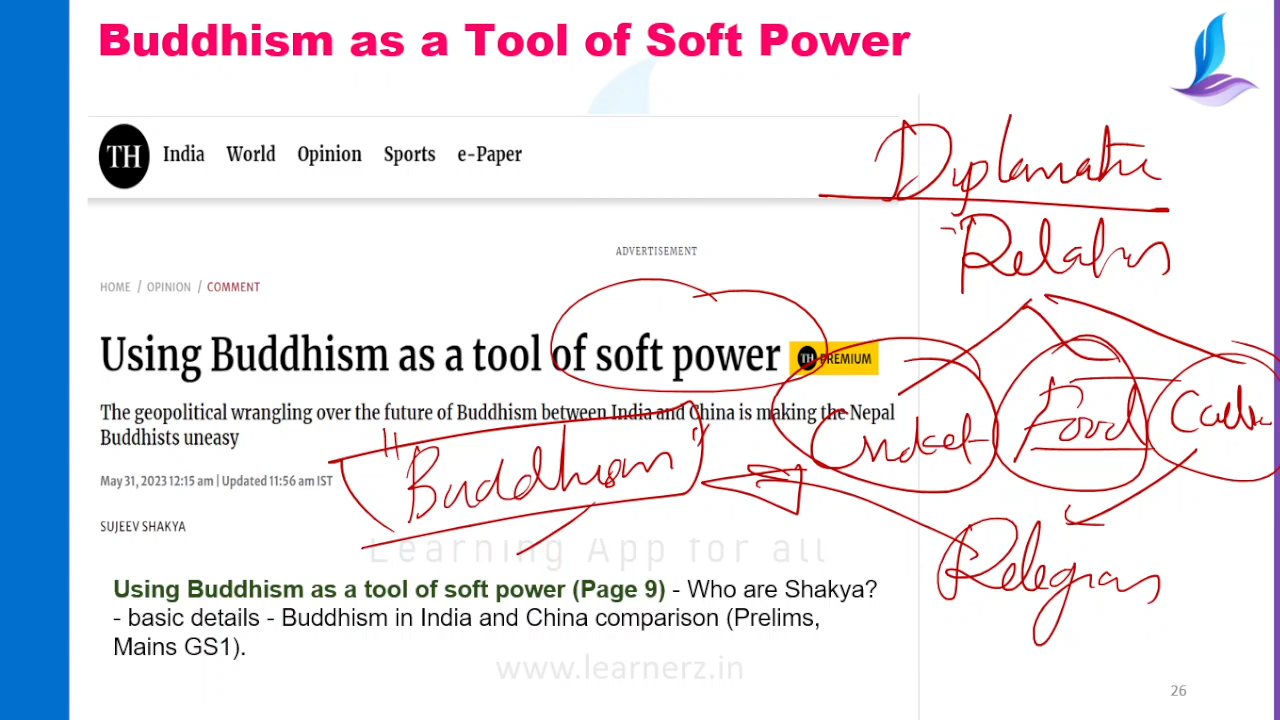 Buddhism as a Tool of Soft Power
TH India World Opinion Sports e-Paper
ADVERTISEMENT
HOME / OPINION / COMMENT
Using Buddhism as a tool of soft power TH PREMIUM
The geopolitical wrangling over the future of Buddhism between India and China is making the Nepal
Buddhists uneasy
May 31, 2023 12:15 am | Updated 11:56 am IST
SUJEEV SHAKYA
Diplomatic
Relations
Cricket Food
"Buddhism"
Religion
Learning App for all
Using Buddhism as a tool of soft power (Page 9) - Who are Shakya?
- basic details - Buddhism in India and China comparison (Prelims,
Mains GS1).
www.learnerz.in
26